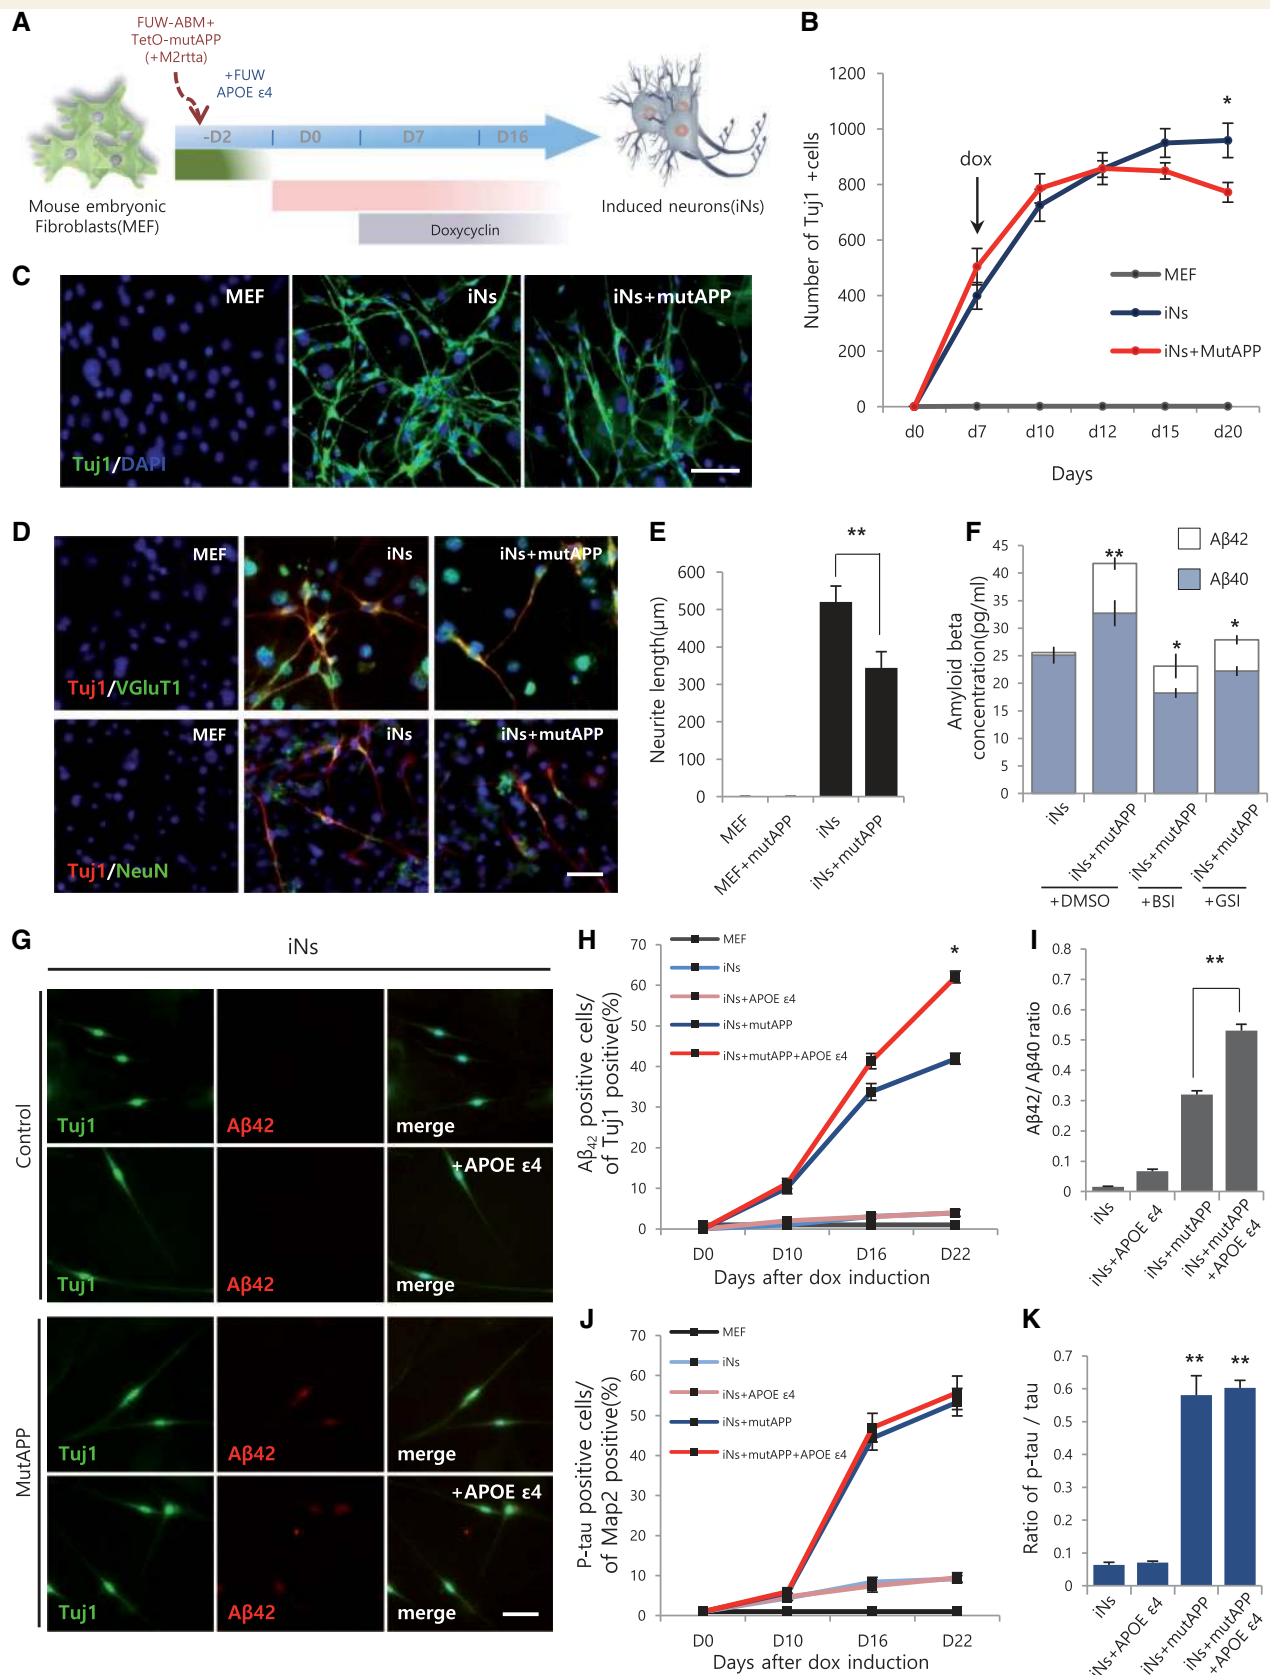 A
FUW-ABM+
TetO-mutAPP
(+M2rtta)
+FUW
APOE ε4
-D2
D0
D7
D16
Doxycyclin
Mouse embryonic
Fibroblasts(MEF)
Induced neurons(iNs)
B
Number of Tuj1 +cells
1200
1000
800
600
400
200
0
dox
*
MEF
iNs
iNs+MutAPP
d0 d7 d10 d12 d15 d20
Days
C
MEF
iNs
iNs+mutAPP
Tuj1/DAPI
D
MEF
iNs
iNs+mutAPP
Tuj1/VGluT1
MEF
iNs
iNs+mutAPP
Tuj1/NeuN
E
Neurite length(μm)
600
500
400
300
200
100
0
**
MEF
MEF+mutAPP
iNs
iNs+mutAPP
F
Amyloid beta
concentration(pg/ml)
45
40
35
30
25
20
15
10
5
0
**
*
*
Aβ42
Aβ40
iNs
iNs+mutAPP
iNs+mutAPP
iNs+mutAPP
+DMSO
+BSI
+GSI
G
iNs
Control
Tuj1
Aβ42
merge
+APOE ε4
Tuj1
Aβ42
merge
MutAPP
Tuj1
Aβ42
merge
+APOE ε4
Tuj1
Aβ42
merge
H
Aβ42 positive cells/
of Tuj1 positive(%)
70
60
50
40
30
20
10
0
MEF
iNs
iNs+APOE ε4
iNs+mutAPP
iNs+mutAPP+APOE ε4
*
D0 D10 D16 D22
Days after dox induction
I
Aβ42/ Aβ40 ratio
0.8
0.7
0.6
0.5
0.4
0.3
0.2
0.1
0
**
iNs
iNs+APOE ε4
iNs+mutAPP
iNs+mutAPP
+APOE ε4
J
P-tau positive cells/
of Map2 positive(%)
70
60
50
40
30
20
10
0
MEF
iNs
iNs+APOE ε4
iNs+mutAPP
iNs+mutAPP+APOE ε4
D0 D10 D16 D22
Days after dox induction
K
Ratio of p-tau / tau
0.7
0.6
0.5
0.4
0.3
0.2
0.1
0
**
**
iNs
iNs+APOE ε4
iNs+mutAPP
iNs+mutAPP
+APOE ε4